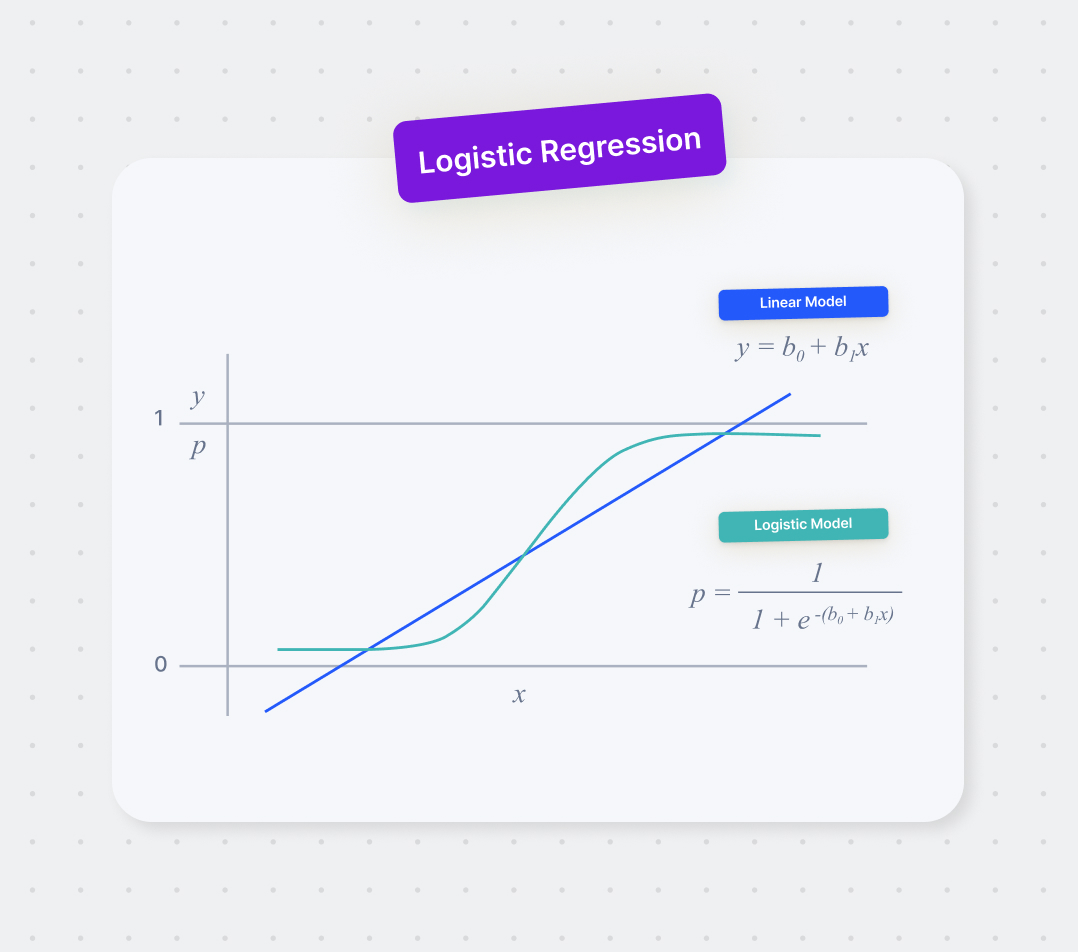 Logistic Regression
Linear Model
y = b₀ + b₁x
y
1
p
Logistic Model
p = 1 / (1 + e^-(b₀ + b₁x))
0
x